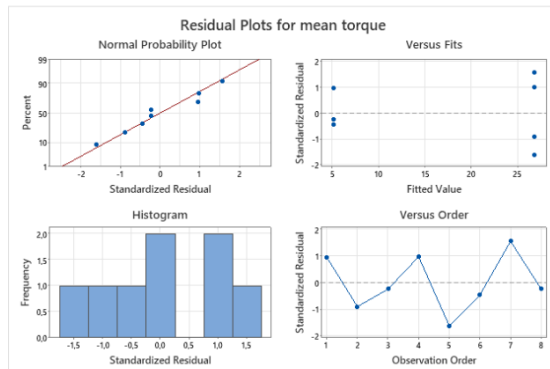 Residual Plots for mean torque
Normal Probability Plot
99
90
50
10
1
Percent
-2 -1 0 1 2
Standardized Residual
Versus Fits
2
1
0
-1
-2
Standardized Residual
5 10 15 20 25
Fitted Value
Histogram
2,0
1,5
1,0
0,5
0,0
Frequency
-1,5 -1,0 -0,5 0,0 0,5 1,0 1,5
Standardized Residual
Versus Order
2
1
0
-1
-2
Standardized Residual
1 2 3 4 5 6 7 8
Observation Order